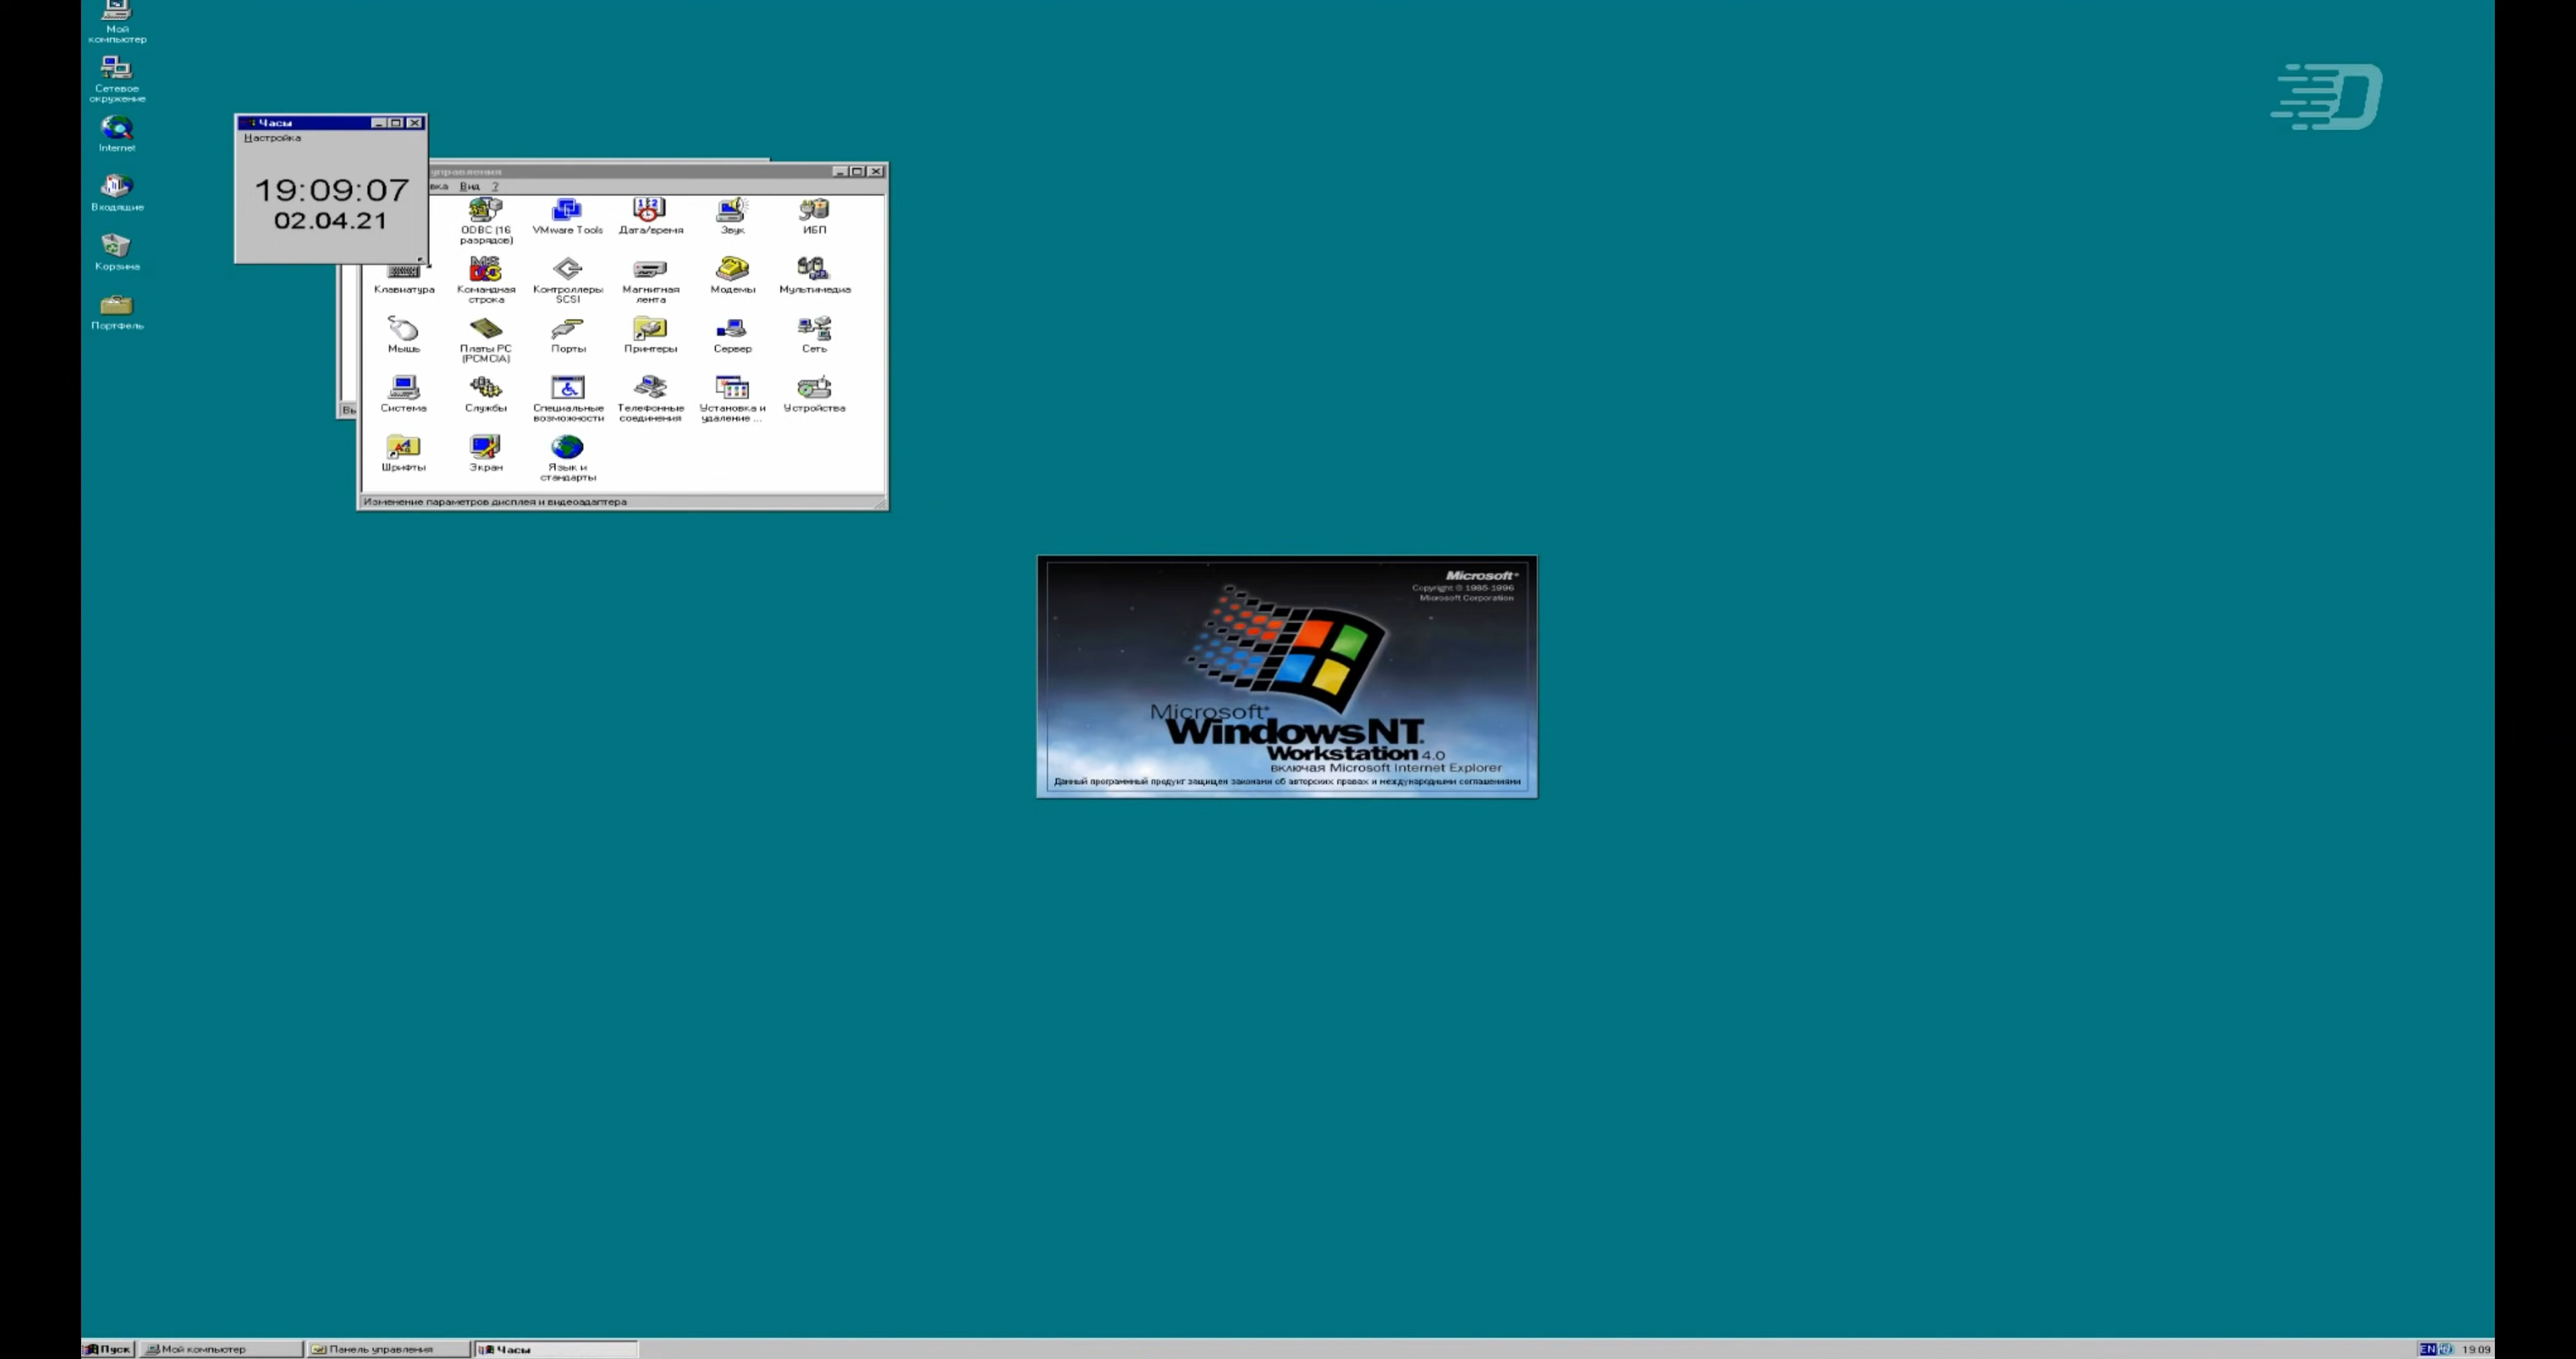 Мой
компьютер
Сетевое
окружение
Internet
Входящие
Корзина
Портфель
Часы
Настройка
19:09:07
02.04.21
управления
вка Вид ?
ODBC (16
разрядов)
VMware Tools
Дата/время
Звук
ИБП
Клавиатура
Командная
строка
Контроллеры
SCSI
Магнитная
лента
Модемы
Мультимедиа
Мышь
Платы PC
(PCMCIA)
Порты
Принтеры
Сервер
Сеть
Система
Службы
Специальные
возможности
Телефонные
соединения
Установка и
удаление ...
Устройства
Шрифты
Экран
Язык и
стандарты
Вы
Изменение параметров дисплея и видеоадаптера
Microsoft®
Copyright © 1985-1996
Microsoft Corporation
Microsoft®
Windows NT®
Workstation 4.0
включая Microsoft Internet Explorer
Данный программный продукт защищен законами об авторских правах и международными соглашениями
Пуск
Мой компьютер
Панель управления
Часы
EN
19:09